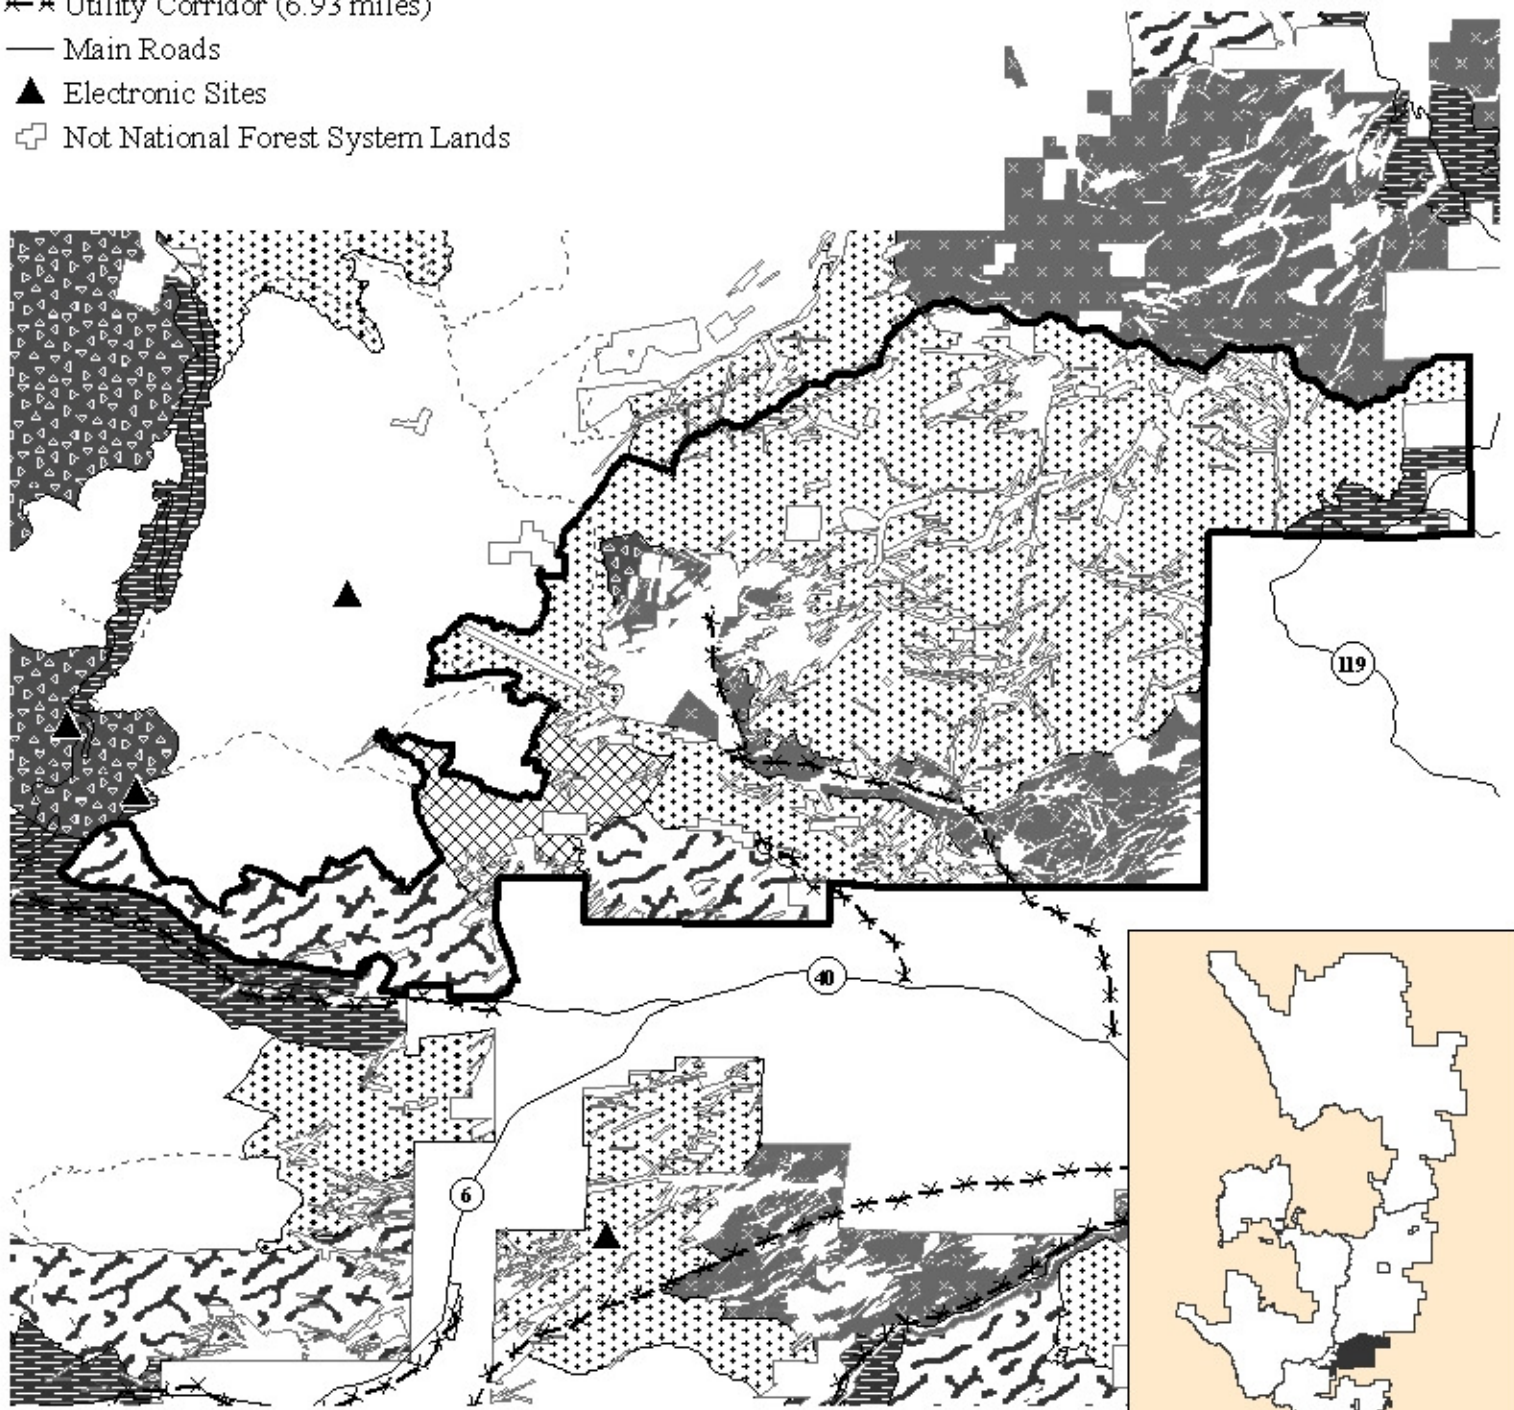 Utility Corridor (6.93 miles)
Main Roads
Electronic Sites
Not National Forest System Lands
119
40
6